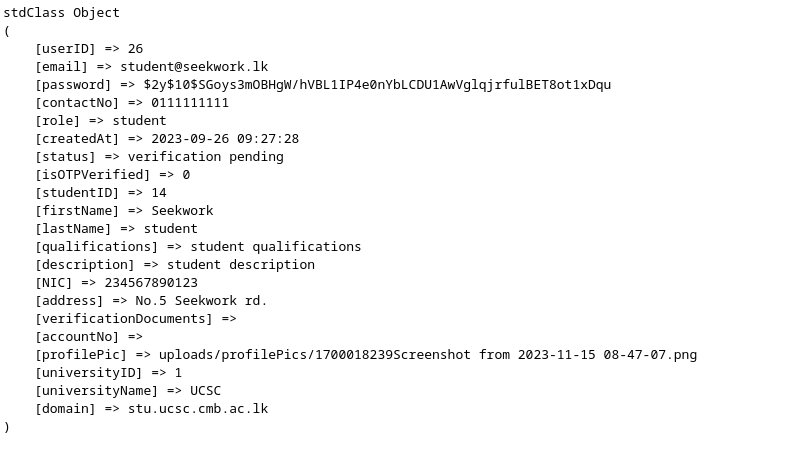 stdClass Object
(
    [userID] => 26
    [email] => student@seekwork.lk
    [password] => $2y$10$SGoys3mOBHgW/hVBL1IP4e0nYbLCDU1AwVglqjrfulBET8ot1xDqu
    [contactNo] => 0111111111
    [role] => student
    [createdAt] => 2023-09-26 09:27:28
    [status] => verification pending
    [isOTPVerified] => 0
    [studentID] => 14
    [firstName] => Seekwork
    [lastName] => student
    [qualifications] => student qualifications
    [description] => student description
    [NIC] => 234567890123
    [address] => No.5 Seekwork rd.
    [verificationDocuments] =>
    [accountNo] =>
    [profilePic] => uploads/profilePics/1700018239Screenshot from 2023-11-15 08-47-07.png
    [universityID] => 1
    [universityName] => UCSC
    [domain] => stu.ucsc.cmb.ac.lk
)